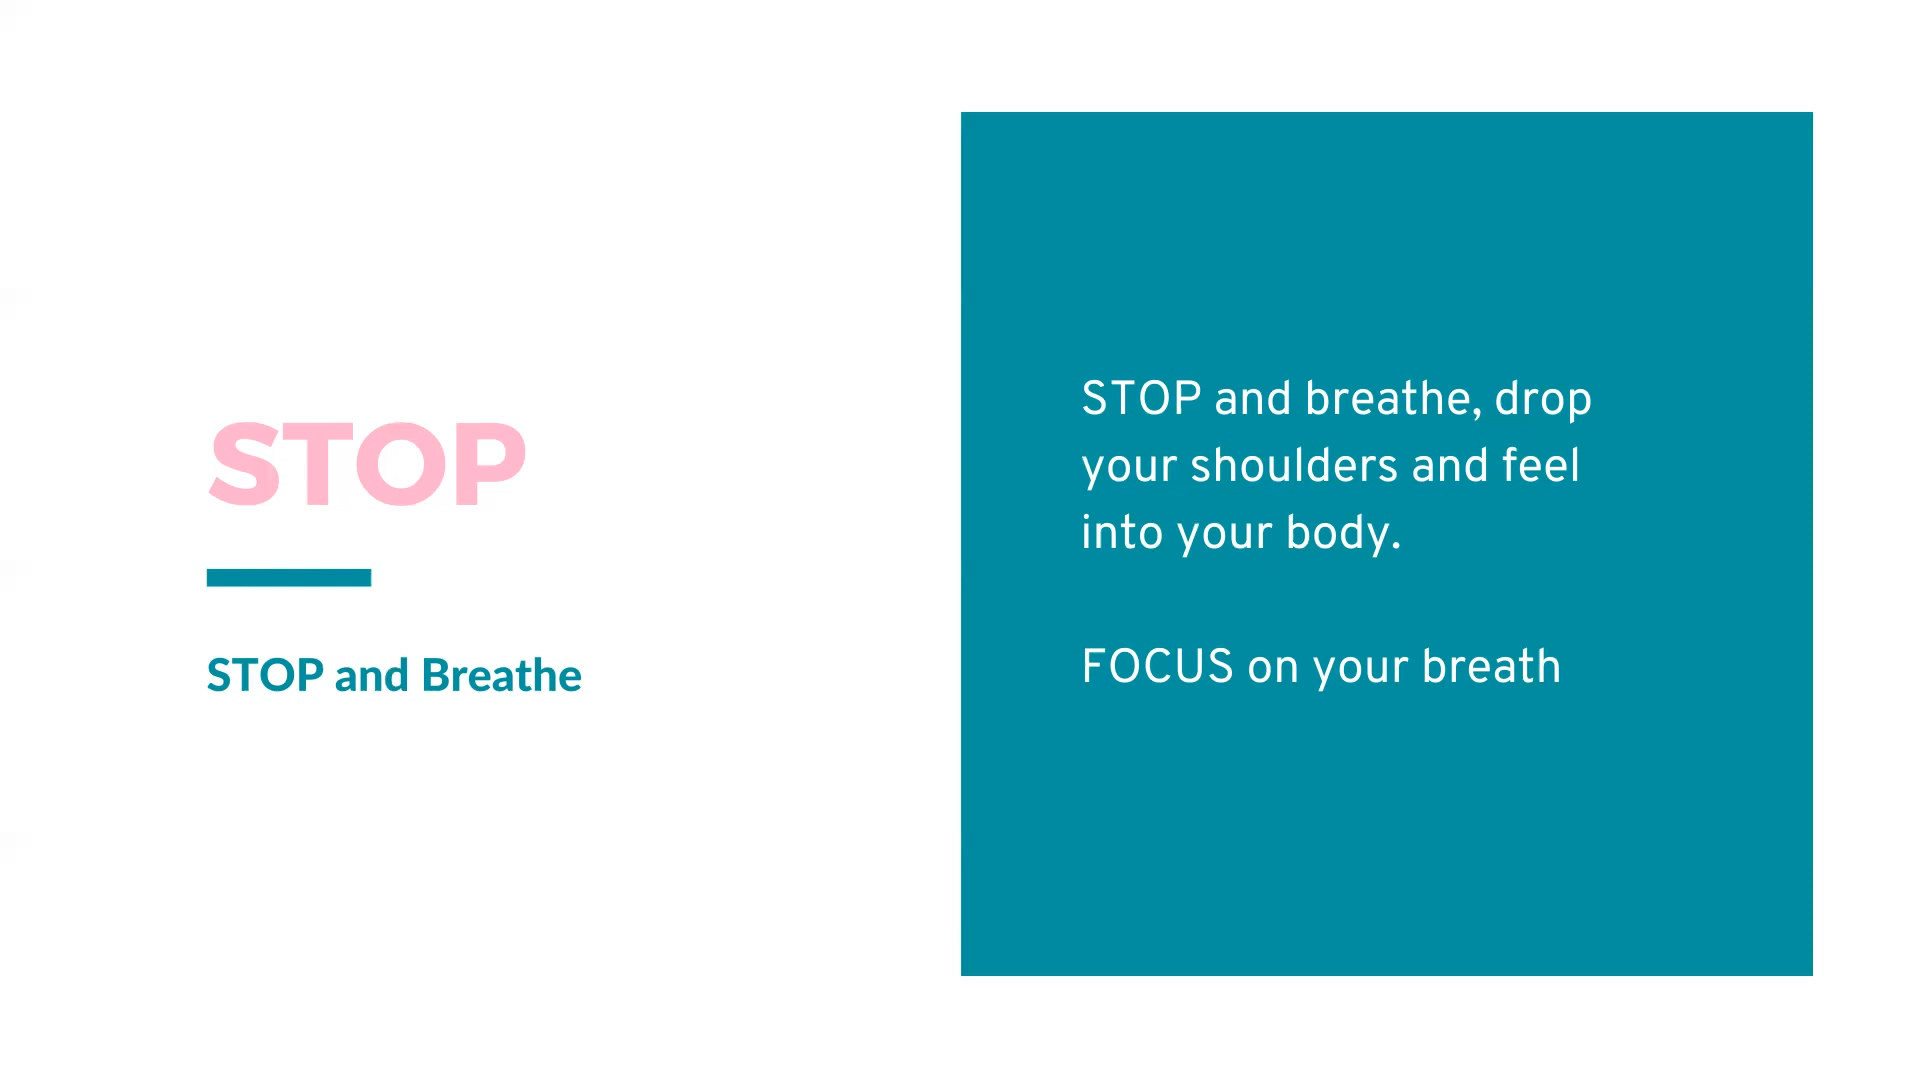 STOP
STOP and Breathe
STOP and breathe, drop
your shoulders and feel
into your body.
FOCUS on your breath